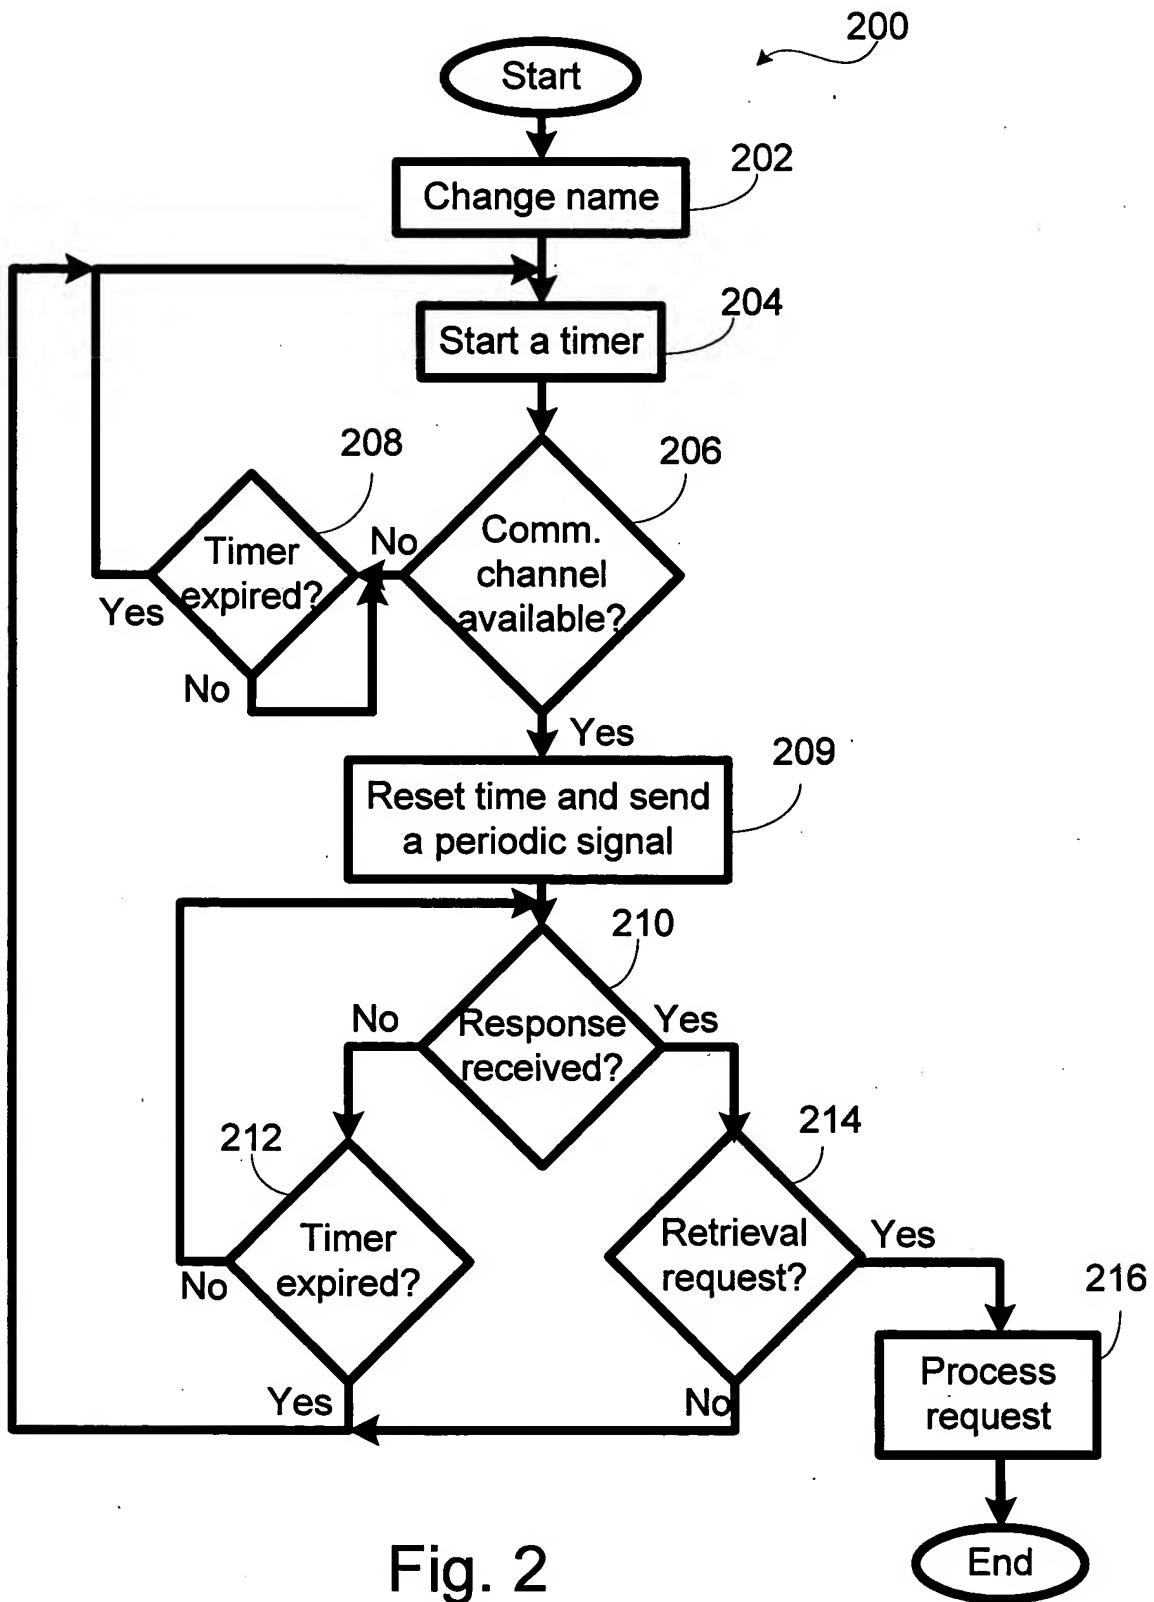 200
Start
202
Change name
204
Start a timer
208
206
Timer
expired?
No
Comm.
channel
available?
Yes
No
Yes
209
Reset time and send
a periodic signal
210
No
Response
received?
Yes
212
214
Timer
expired?
No
Retrieval
request?
Yes
216
Yes
No
Process
request
End
Fig. 2